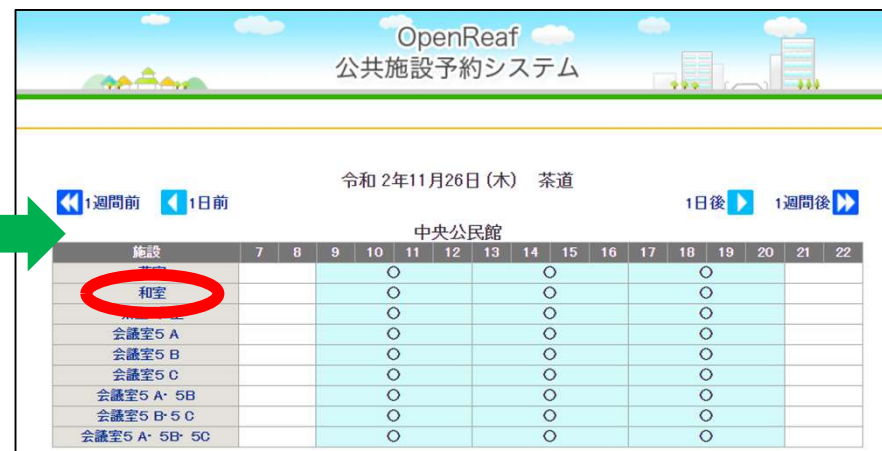 OpenReaf
公共施設予約システム
令和 2年11月26日 (木) 茶道
1週間前 1日前 1日後 1週間後
中央公民館
施設 7 8 9 10 11 12 13 14 15 16 17 18 19 20 21 22
○ ○ ○
和室 ○ ○ ○
○ ○ ○
会議室5 A ○ ○ ○
会議室5 B ○ ○ ○
会議室5 C ○ ○ ○
会議室5 A・ 5B ○ ○ ○
会議室5 B・5 C ○ ○ ○
会議室5 A・ 5B・ 5C ○ ○ ○